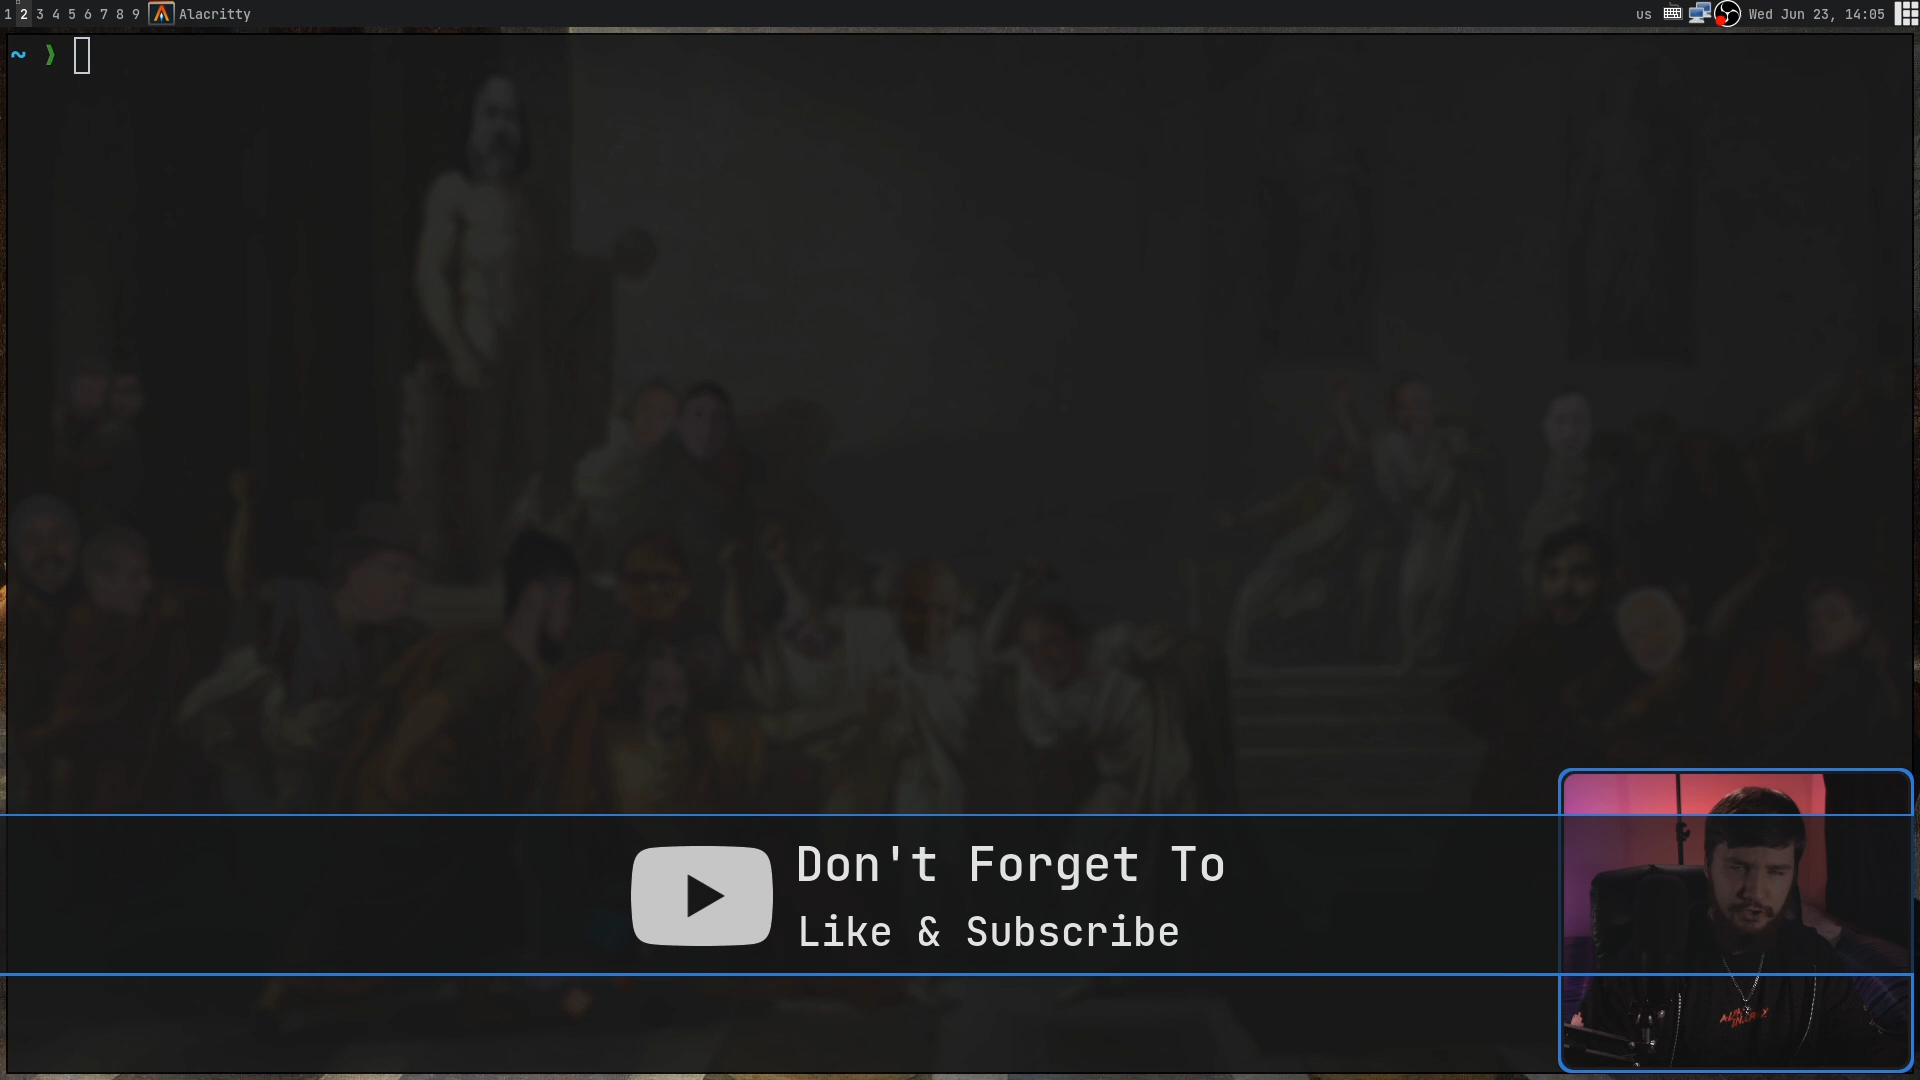 1 2 3 4 5 6 7 8 9 Alacritty
us Wed Jun 23, 14:05
~ ❯
Don't Forget To
Like & Subscribe